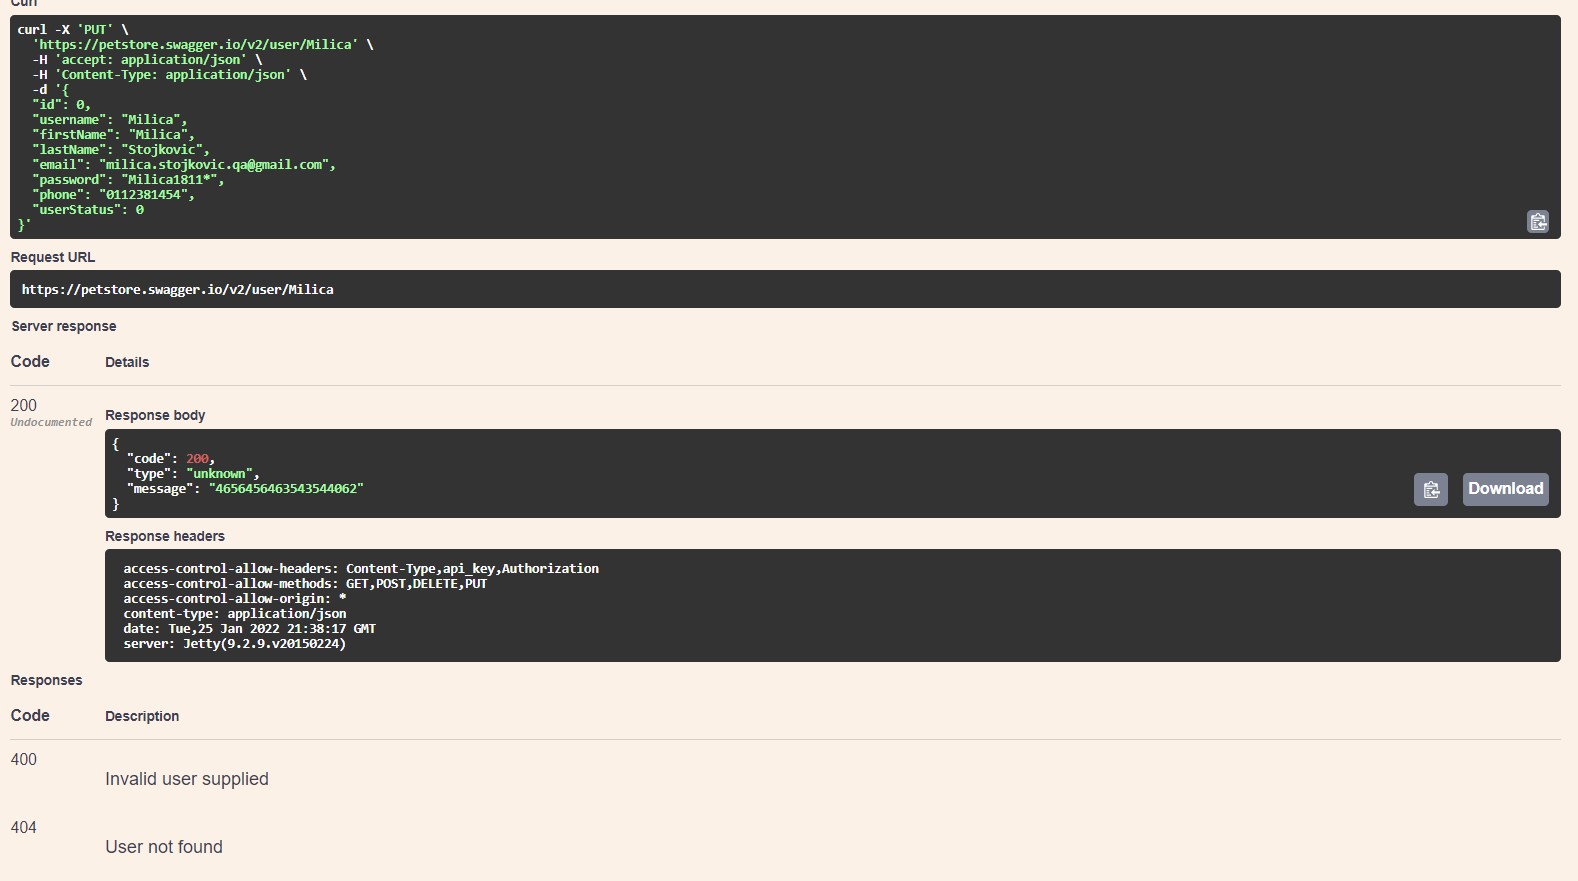 Curl
curl -X 'PUT' \
'https://petstore.swagger.io/v2/user/Milica' \
-H 'accept: application/json' \
-H 'Content-Type: application/json' \
-d '{
"id": 0,
"username": "Milica",
"firstName": "Milica",
"lastName": "Stojkovic",
"email": "milica.stojkovic.qa@gmail.com",
"password": "Milica1811*",
"phone": "0112381454",
"userStatus": 0
}'
Request URL
https://petstore.swagger.io/v2/user/Milica
Server response
Code Details
200
Undocumented
Response body
{
"code": 200,
"type": "unknown",
"message": "4656456463543544062"
}
Download
Response headers
access-control-allow-headers: Content-Type,api_key,Authorization
access-control-allow-methods: GET,POST,DELETE,PUT
access-control-allow-origin: *
content-type: application/json
date: Tue,25 Jan 2022 21:38:17 GMT
server: Jetty(9.2.9.v20150224)
Responses
Code Description
400
Invalid user supplied
404
User not found